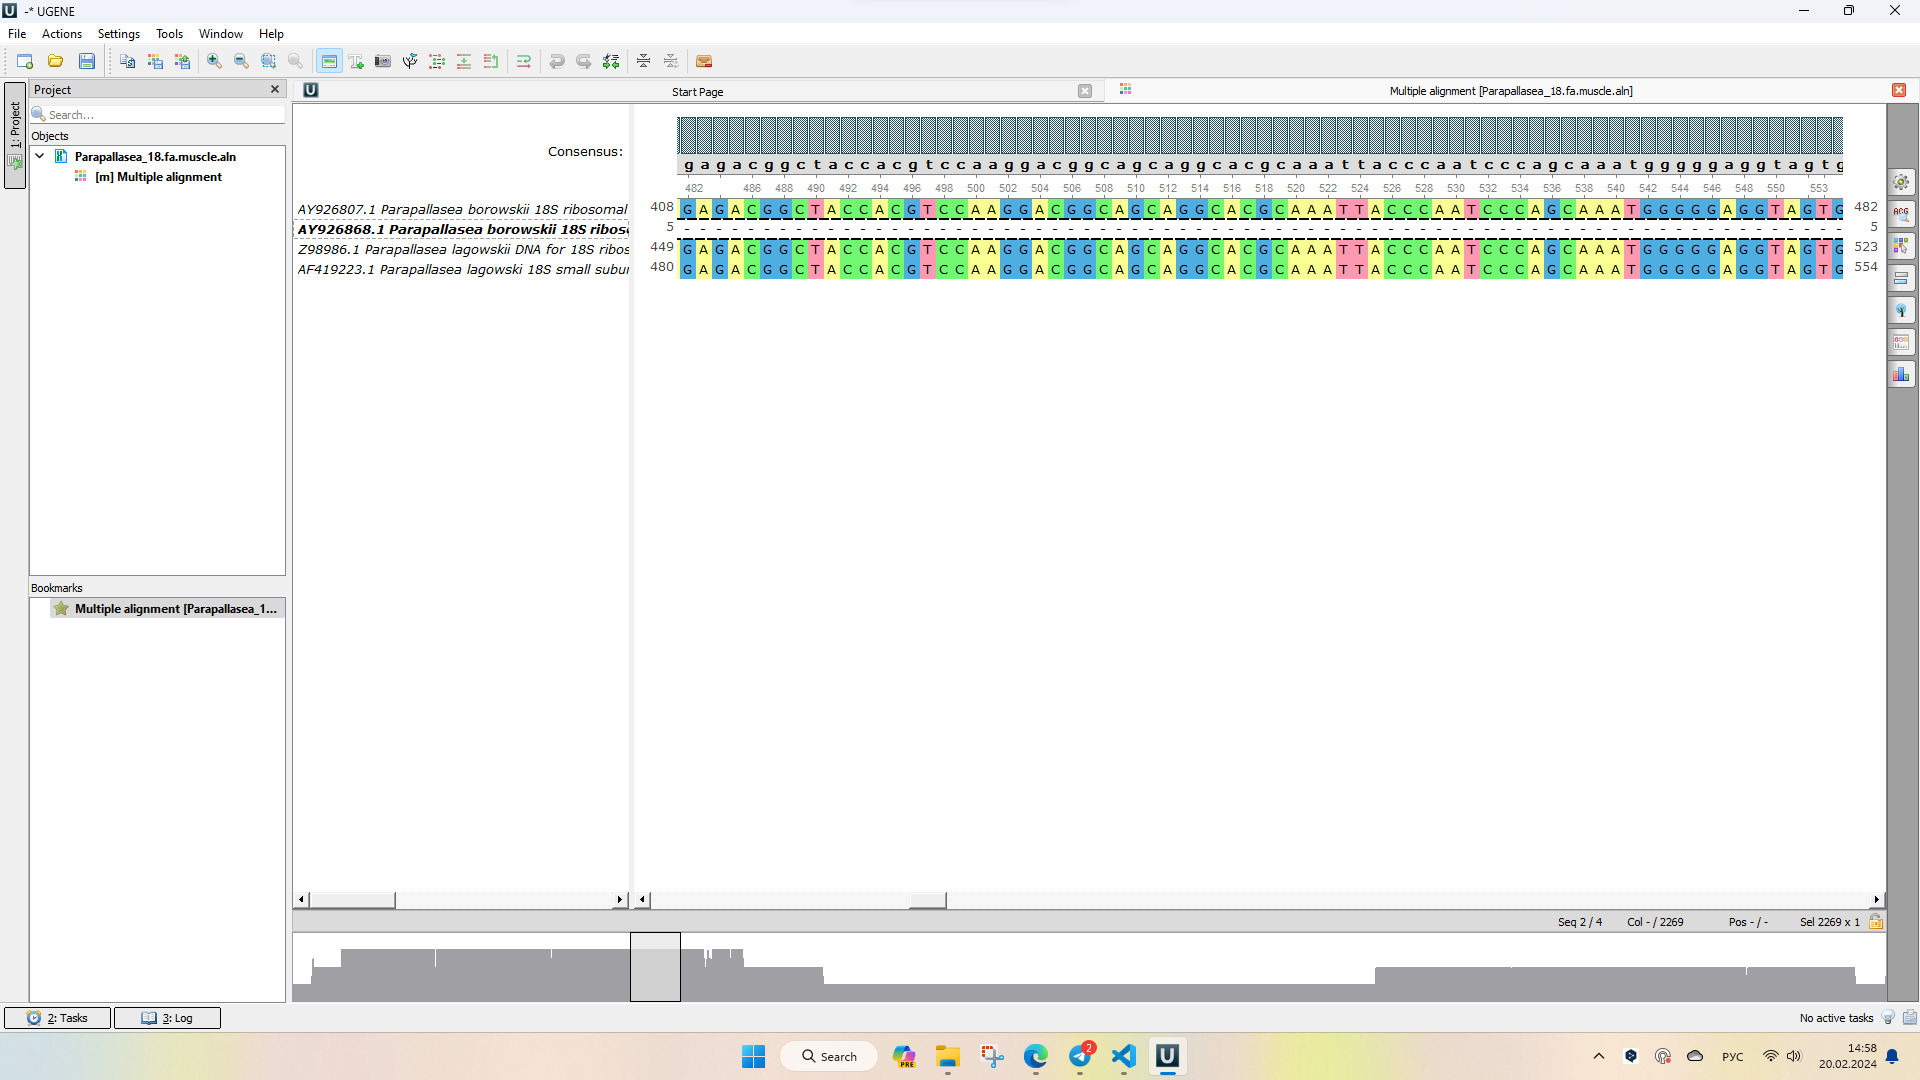 -* UGENE
File Actions Settings Tools Window Help
1: Project
Project
Search...
Objects
Parapallasea_18.fa.muscle.aln
[m] Multiple alignment
Bookmarks
Multiple alignment [Parapallasea_1...
Start Page
Multiple alignment [Parapallasea_18.fa.muscle.aln]
Consensus:
g a g a c g g c t a c c a c g t c c a a g g a c g g c a g c a g g c a c g c a a a t t a c c c a a t c c c a g c a a a t g g g g g a g g t a g t g
482 486 488 490 492 494 496 498 500 502 504 506 508 510 512 514 516 518 520 522 524 526 528 530 532 534 536 538 540 542 544 546 548 550 553
AY926807.1 Parapallasea borowskii 18S ribosomal 408 G A G A C G G C T A C C A C G T C C A A G G A C G G C A G C A G G C A C G C A A A T T A C C C A A T C C C A G C A A A T G G G G G A G G T A G T G 482
AY926868.1 Parapallasea borowskii 18S riboso 5 - - - - - - - - - - - - - - - - - - - - - - - - - - - - - - - - - - - - - - - - - - - - - - - - - - - - - - - - - - - - - - - - - - - - - - - - - 5
Z98986.1 Parapallasea lagowskii DNA for 18S ribos 449 G A G A C G G C T A C C A C G T C C A A G G A C G G C A G C A G G C A C G C A A A T T A C C C A A T C C C A G C A A A T G G G G G A G G T A G T G 523
AF419223.1 Parapallasea lagowski 18S small subur 480 G A G A C G G C T A C C A C G T C C A A G G A C G G C A G C A G G C A C G C A A A T T A C C C A A T C C C A G C A A A T G G G G G A G G T A G T G 554
Seq 2 / 4 Col - / 2269 Pos - / - Sel 2269 x 1
2: Tasks 3: Log
No active tasks
Search
PRE
2
РУС
14:58
20.02.2024